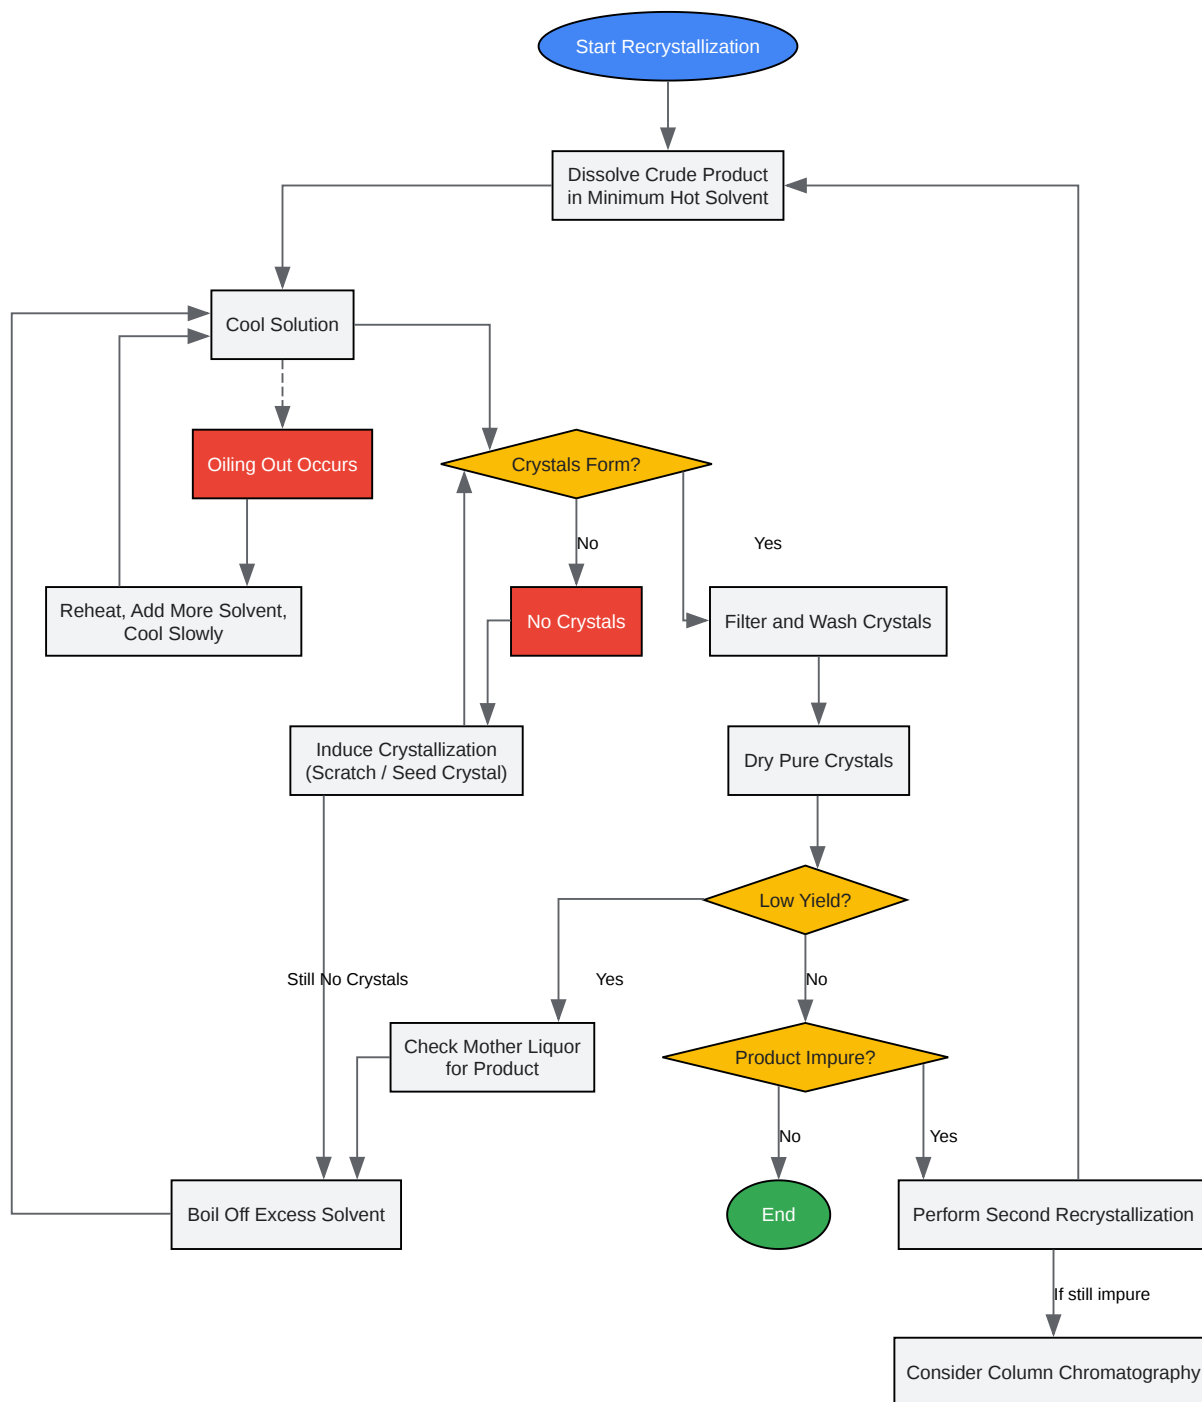 Start Recrystallization
Dissolve Crude Product
in Minimum Hot Solvent
Cool Solution
Oiling Out Occurs
Crystals Form?
No
Yes
Reheat, Add More Solvent,
Cool Slowly
No Crystals
Filter and Wash Crystals
Induce Crystallization
(Scratch / Seed Crystal)
Dry Pure Crystals
Low Yield?
Still No Crystals
Yes
No
Check Mother Liquor
for Product
Product Impure?
No
Yes
Boil Off Excess Solvent
End
Perform Second Recrystallization
If still impure
Consider Column Chromatography